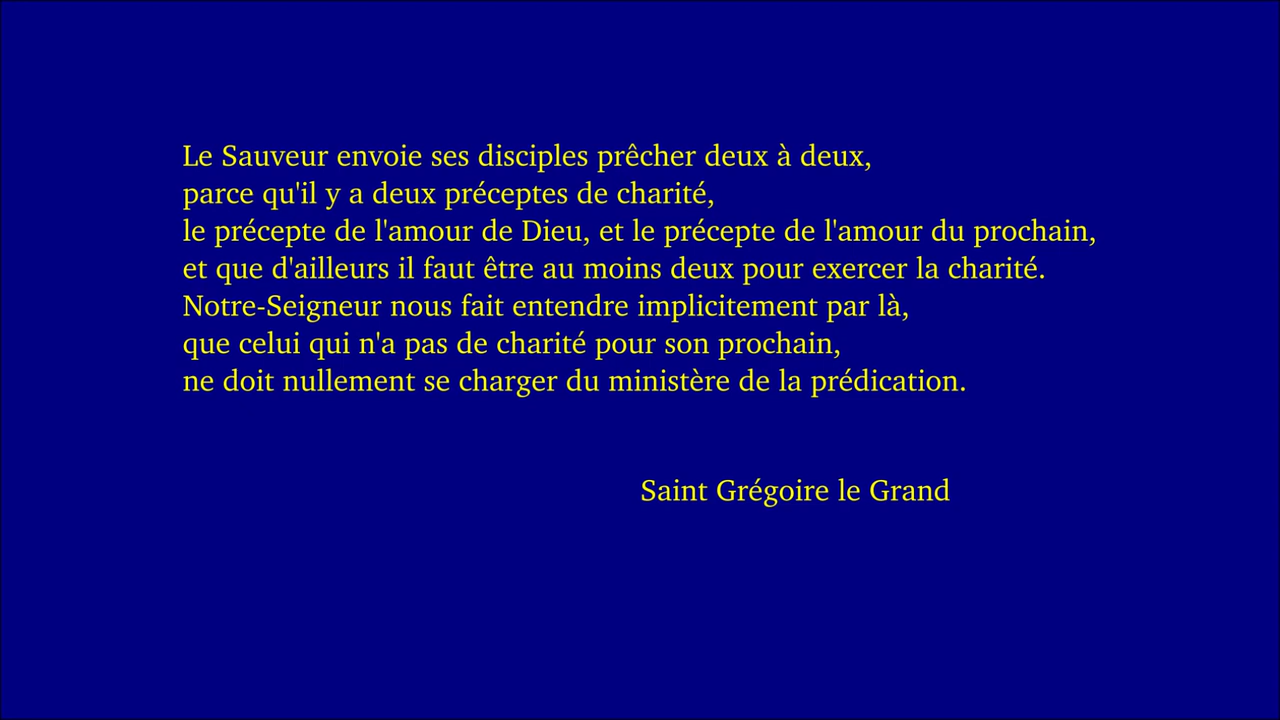 Le Sauveur envoie ses disciples prêcher deux à deux,
parce qu'il y a deux préceptes de charité,
le précepte de l'amour de Dieu, et le précepte de l'amour du prochain,
et que d'ailleurs il faut être au moins deux pour exercer la charité.
Notre-Seigneur nous fait entendre implicitement par là,
que celui qui n'a pas de charité pour son prochain,
ne doit nullement se charger du ministère de la prédication.
Saint Grégoire le Grand